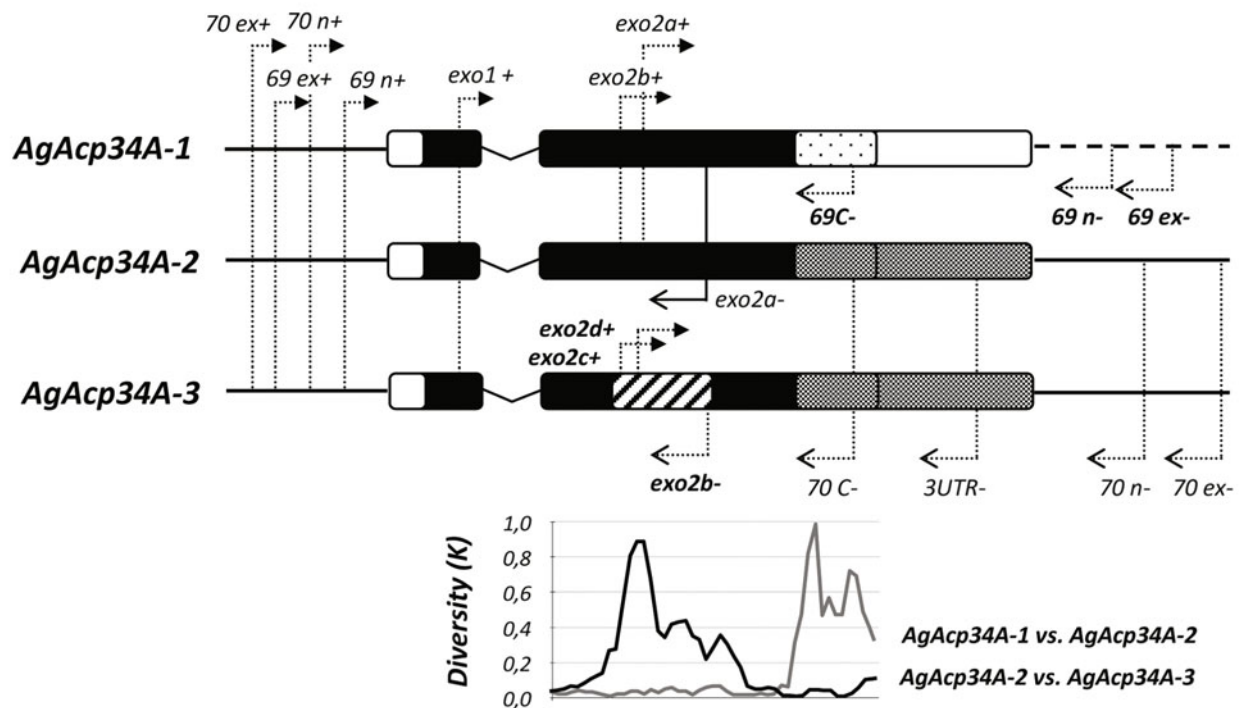 70 ex+ 70 n+ exo2a+
69 ex+ 69 n+ exo1 + exo2b+
AgAcp34A-1
69C- 69 n- 69 ex-
AgAcp34A-2
exo2a-
exo2d+
exo2c+
AgAcp34A-3
exo2b- 70 C- 3UTR- 70 n- 70 ex-
Diversity (K)
1,0
0,8
0,6
0,4
0,2
0,0
AgAcp34A-1 vs. AgAcp34A-2
AgAcp34A-2 vs. AgAcp34A-3